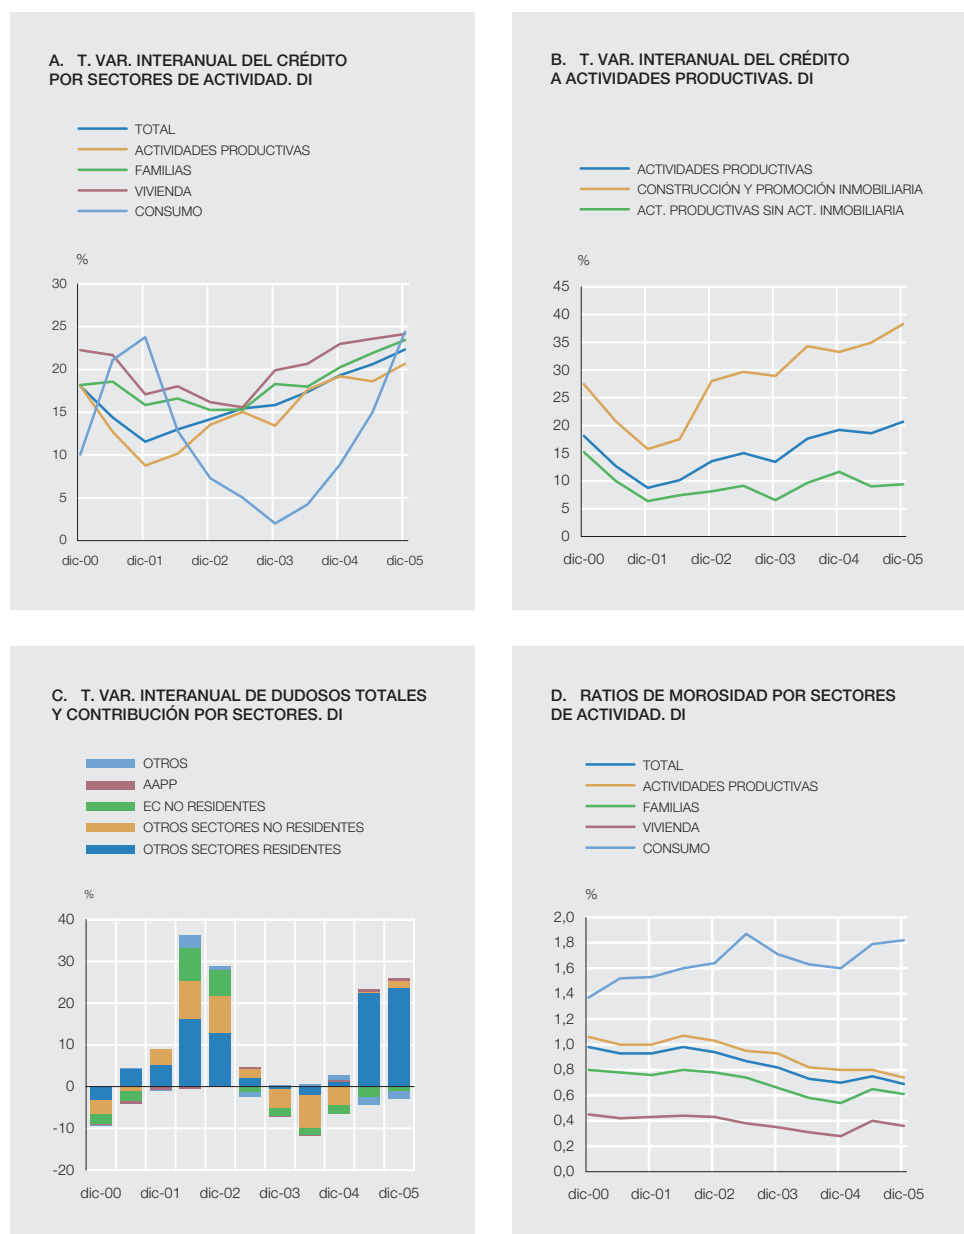 A. T. VAR. INTERANUAL DEL CRÉDITO
POR SECTORES DE ACTIVIDAD. DI
TOTAL
ACTIVIDADES PRODUCTIVAS
FAMILIAS
VIVIENDA
CONSUMO
%
30
25
20
15
10
5
0
dic-00 dic-01 dic-02 dic-03 dic-04 dic-05
B. T. VAR. INTERANUAL DEL CRÉDITO
A ACTIVIDADES PRODUCTIVAS. DI
ACTIVIDADES PRODUCTIVAS
CONSTRUCCIÓN Y PROMOCIÓN INMOBILIARIA
ACT. PRODUCTIVAS SIN ACT. INMOBILIARIA
%
45
40
35
30
25
20
15
10
5
0
dic-00 dic-01 dic-02 dic-03 dic-04 dic-05
C. T. VAR. INTERANUAL DE DUDOSOS TOTALES
Y CONTRIBUCIÓN POR SECTORES. DI
OTROS
AAPP
EC NO RESIDENTES
OTROS SECTORES NO RESIDENTES
OTROS SECTORES RESIDENTES
%
40
30
20
10
0
-10
-20
dic-00 dic-01 dic-02 dic-03 dic-04 dic-05
D. RATIOS DE MOROSIDAD POR SECTORES
DE ACTIVIDAD. DI
TOTAL
ACTIVIDADES PRODUCTIVAS
FAMILIAS
VIVIENDA
CONSUMO
%
2,0
1,8
1,6
1,4
1,2
1,0
0,8
0,6
0,4
0,2
0,0
dic-00 dic-01 dic-02 dic-03 dic-04 dic-05